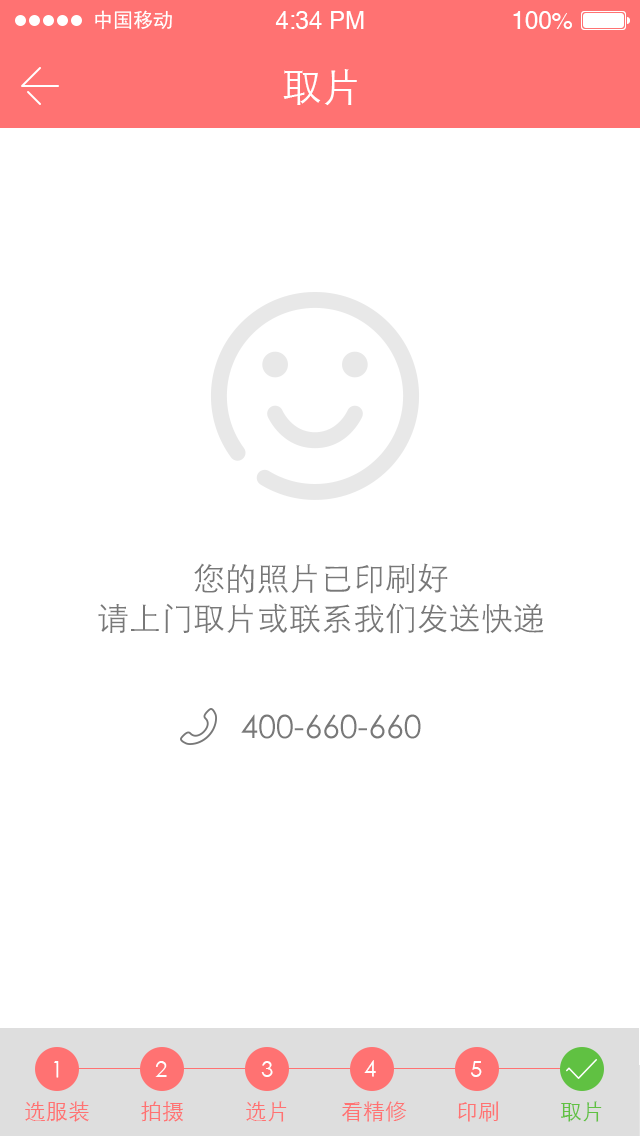 中国移动 4:34 PM 100%
取片
您的照片已印刷好
请上门取片或联系我们发送快递
400-660-660
1 2 3 4 5
选服装 拍摄 选片 看精修 印刷 取片